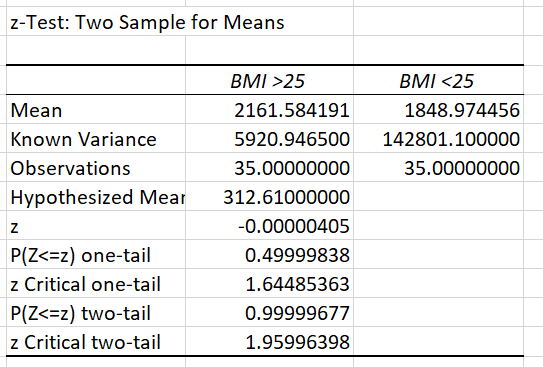 z-Test: Two Sample for Means
BMI >25 BMI <25
Mean 2161.584191 1848.974456
Known Variance 5920.946500 142801.100000
Observations 35.00000000 35.00000000
Hypothesized Mear 312.61000000
z -0.00000405
P(Z<=z) one-tail 0.49999838
z Critical one-tail 1.64485363
P(Z<=z) two-tail 0.99999677
z Critical two-tail 1.95996398